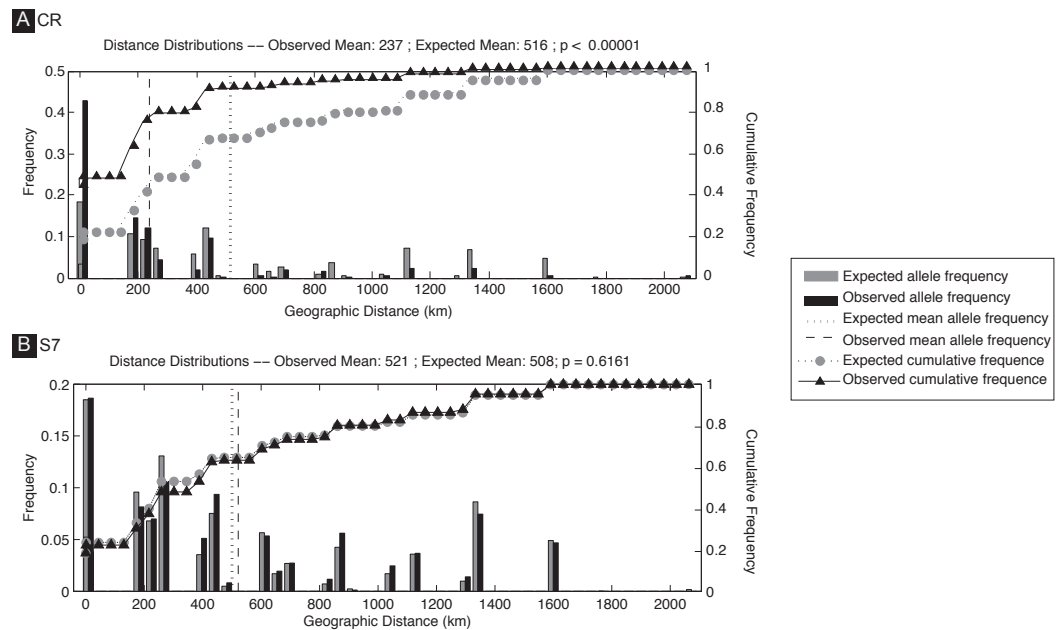 A CR
Distance Distributions −− Observed Mean: 237 ; Expected Mean: 516 ; p < 0.00001
0.5
0.4
0.3
0.2
0.1
0
Frequency
1
0.8
0.6
0.4
0.2
0
Cumulative Frequency
0 200 400 600 800 1000 1200 1400 1600 1800 2000
Geographic Distance (km)
B S7
Distance Distributions −− Observed Mean: 521 ; Expected Mean: 508; p = 0.6161
0.2
0.15
0.1
0.05
0
Frequency
1
0.8
0.6
0.4
0.2
0
Cumulative Frequency
0 200 400 600 800 1000 1200 1400 1600 1800 2000
Geographic Distance (km)
Expected allele frequency
Observed allele frequency
Expected mean allele frequency
Observed mean allele frequency
Expected cumulative frequence
Observed cumulative frequence